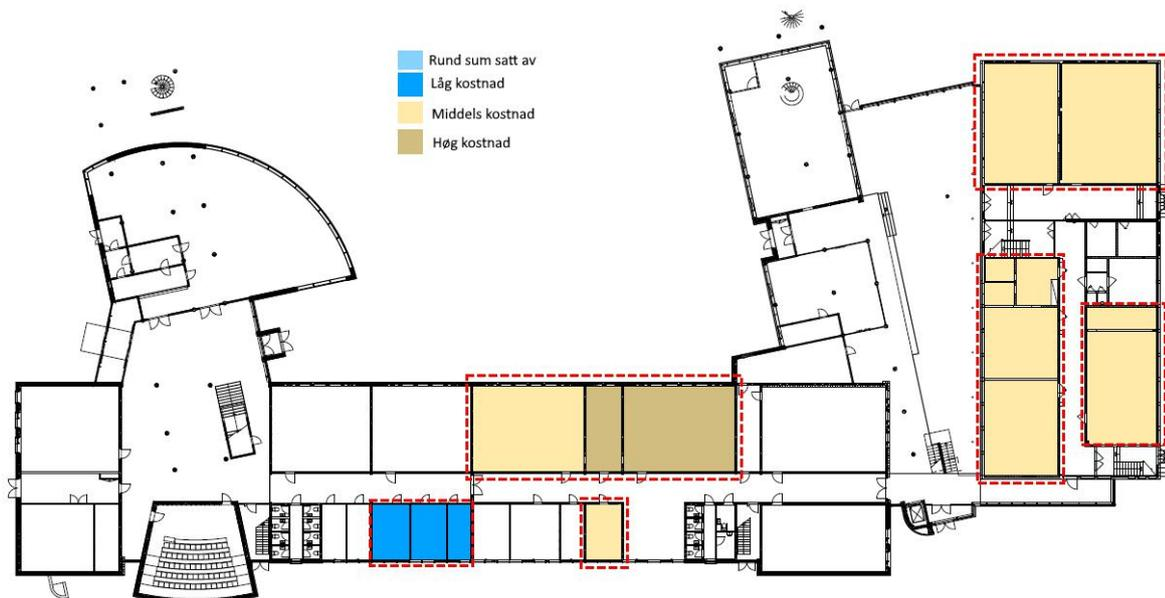 Rund sum satt av
Låg kostnad
Middels kostnad
Høg kostnad